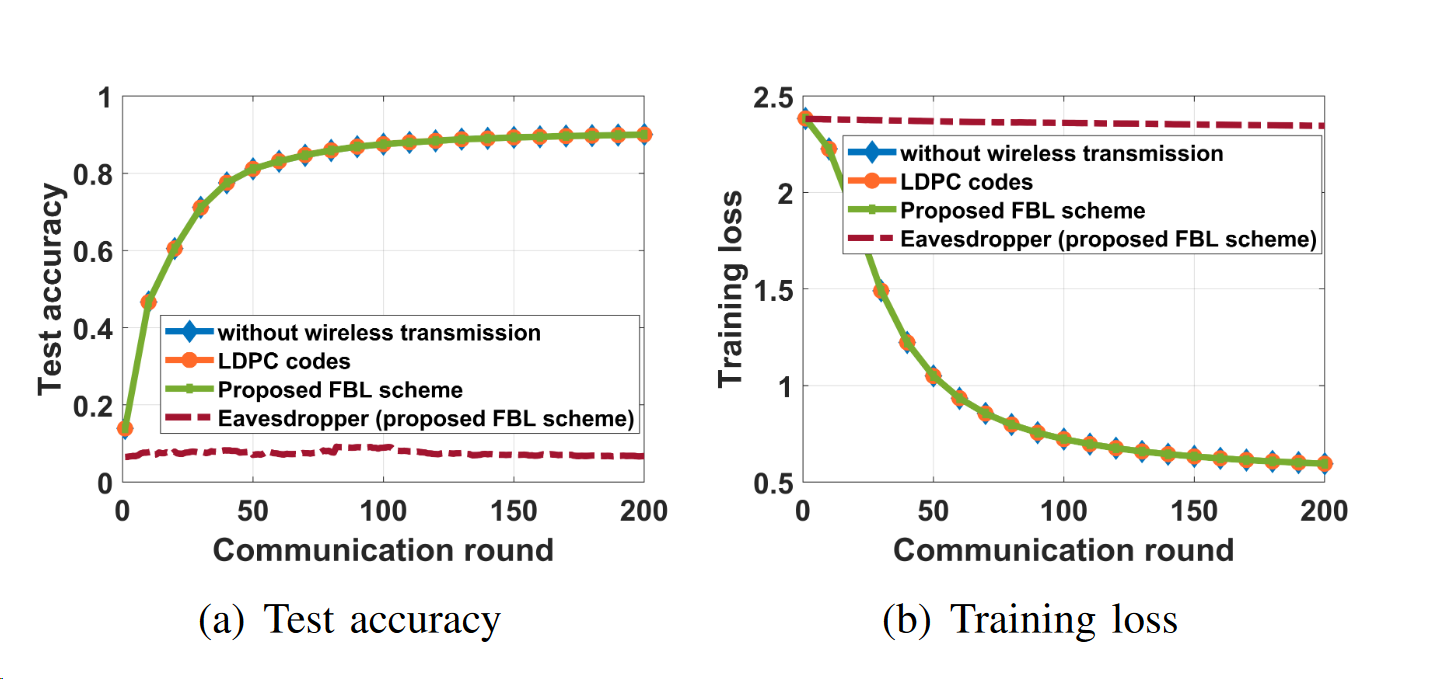 1
0.8
0.6
0.4
0.2
0
Test accuracy
without wireless transmission
LDPC codes
Proposed FBL scheme
Eavesdropper (proposed FBL scheme)
0 50 100 150 200
Communication round
(a) Test accuracy
2.5
2
1.5
1
0.5
Training loss
without wireless transmission
LDPC codes
Proposed FBL scheme
Eavesdropper (proposed FBL scheme)
0 50 100 150 200
Communication round
(b) Training loss